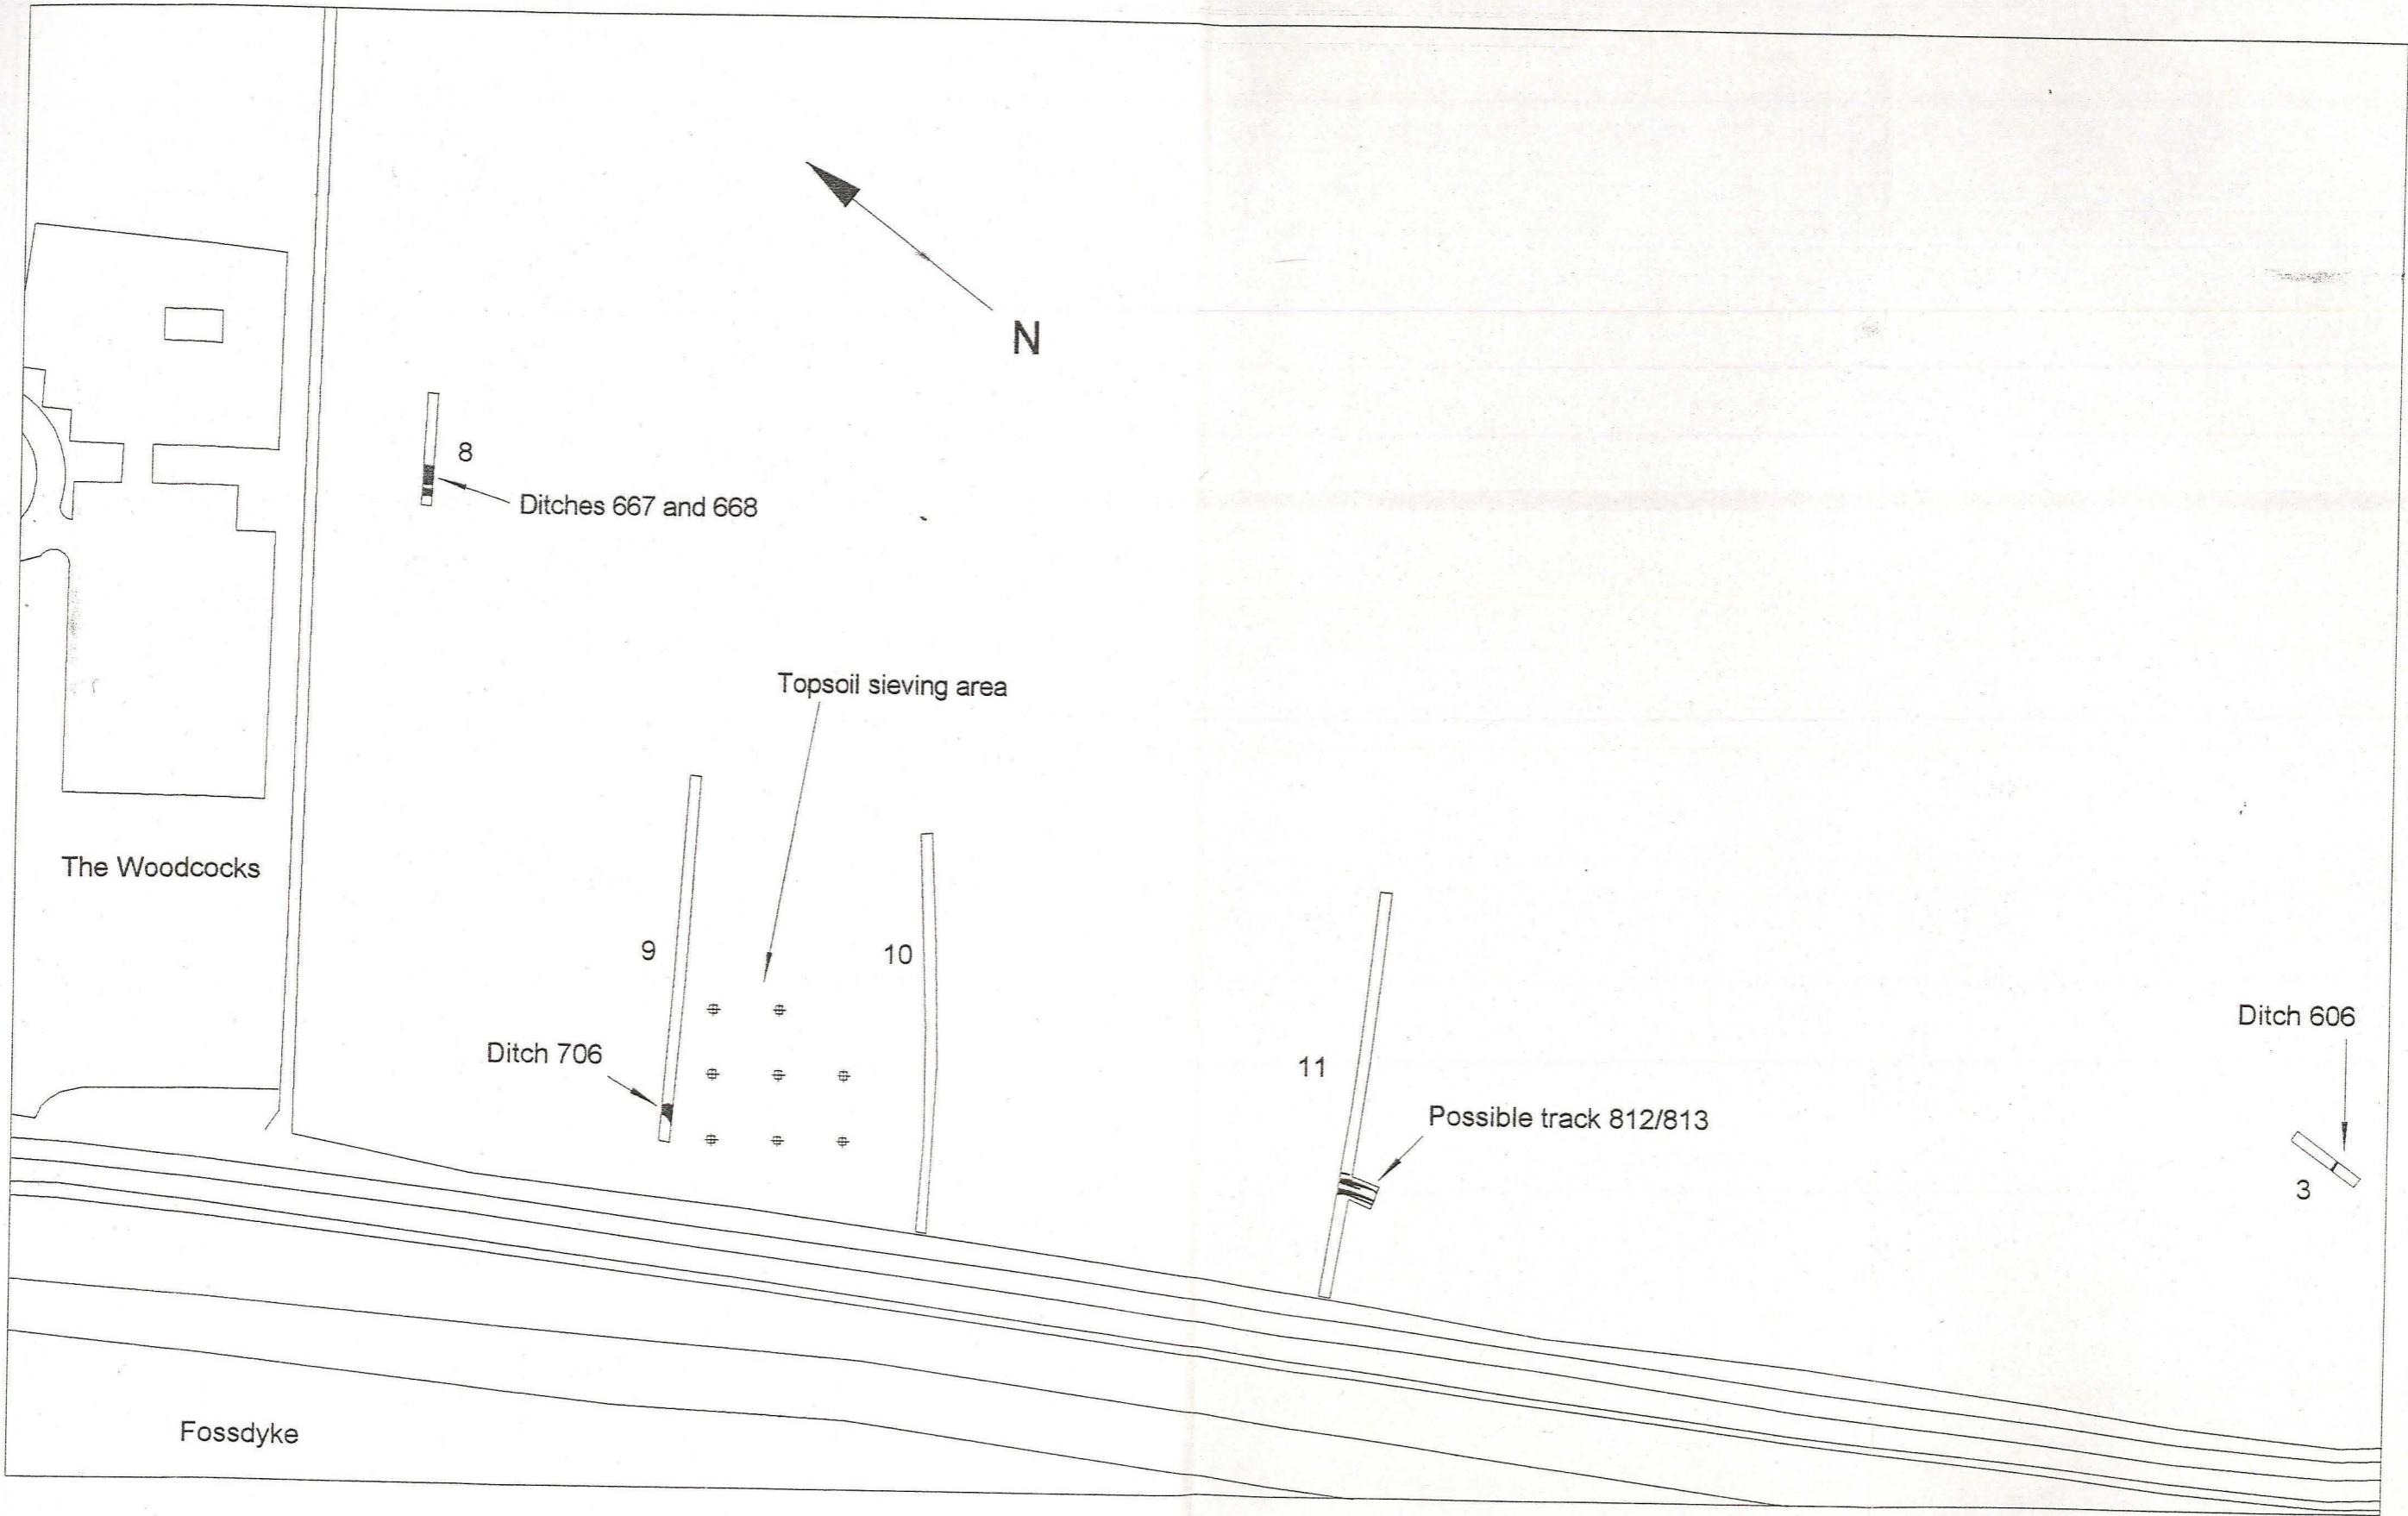 N
8
Ditches 667 and 668
Topsoil sieving area
The Woodcocks
9
10
Ditch 606
Ditch 706
11
Possible track 812/813
3
Fossdyke